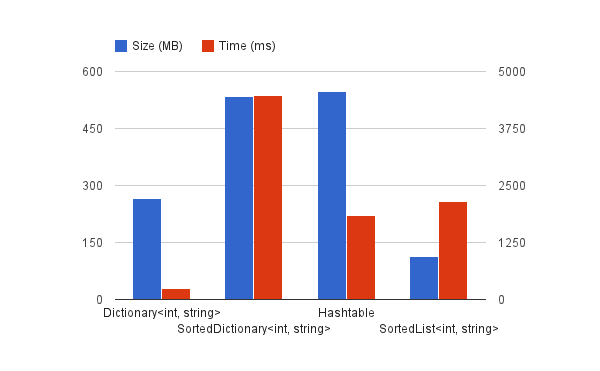 Size (MB) Time (ms)
600 5000
450 3750
300 2500
150 1250
0 0
Dictionary<int, string> Hashtable
SortedDictionary<int, string> SortedList<int, string>